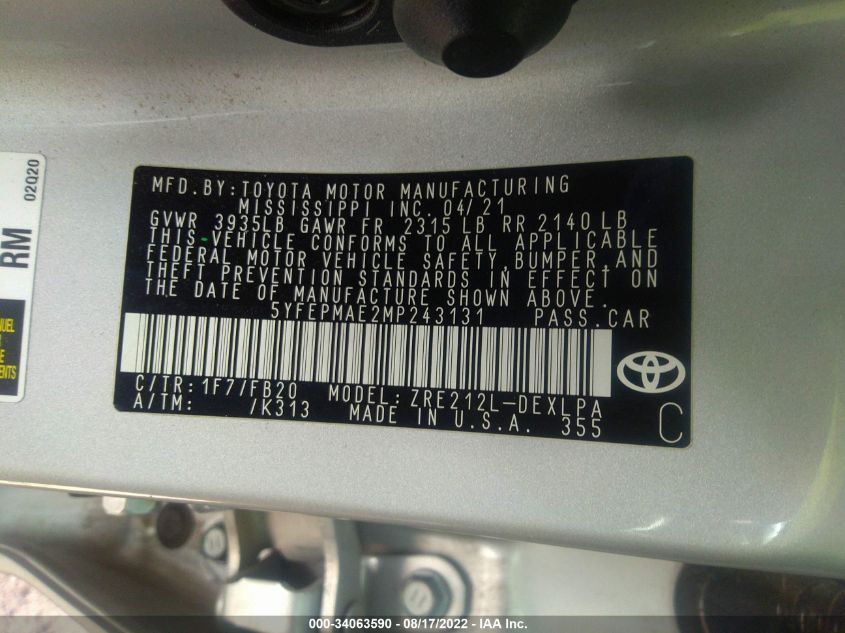 MFD.BY:TOYOTA MOTOR MANUFACTURING
MISSISSIPPI INC.04/21
GVWR 3935LB GAWR FR 2315 LB RR 2140 LB
THIS VEHICLE CONFORMS TO ALL APPLICABLE
FEDERAL MOTOR VEHICLE SAFETY, BUMPER, AND
THEFT PREVENTION STANDARDS IN EFFECT ON
THE DATE OF MANUFACTURE SHOWN ABOVE.
5YFEPMAE2MP243131 PASS.CAR
C/TR:1F7/FB20 MODEL:ZRE212L-DEXLPA
A/TM: /K313 MADE IN U.S.A. 355
C
RM
02020
000-34063590 - 08/17/2022 - IAA Inc.